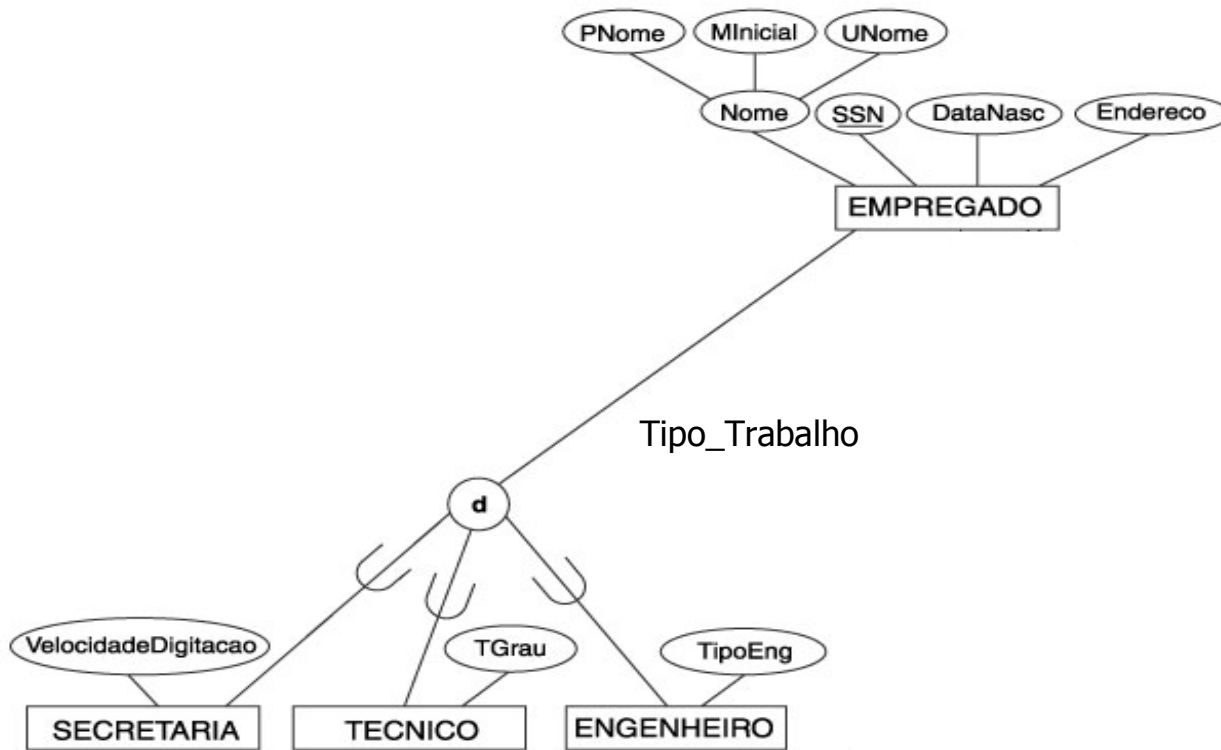 PNome MInicial UNome
Nome SSN DataNasc Endereco
EMPREGADO
Tipo_Trabalho
d
VelocidadeDigitacao TGrau TipoEng
SECRETARIA TECNICO ENGENHEIRO